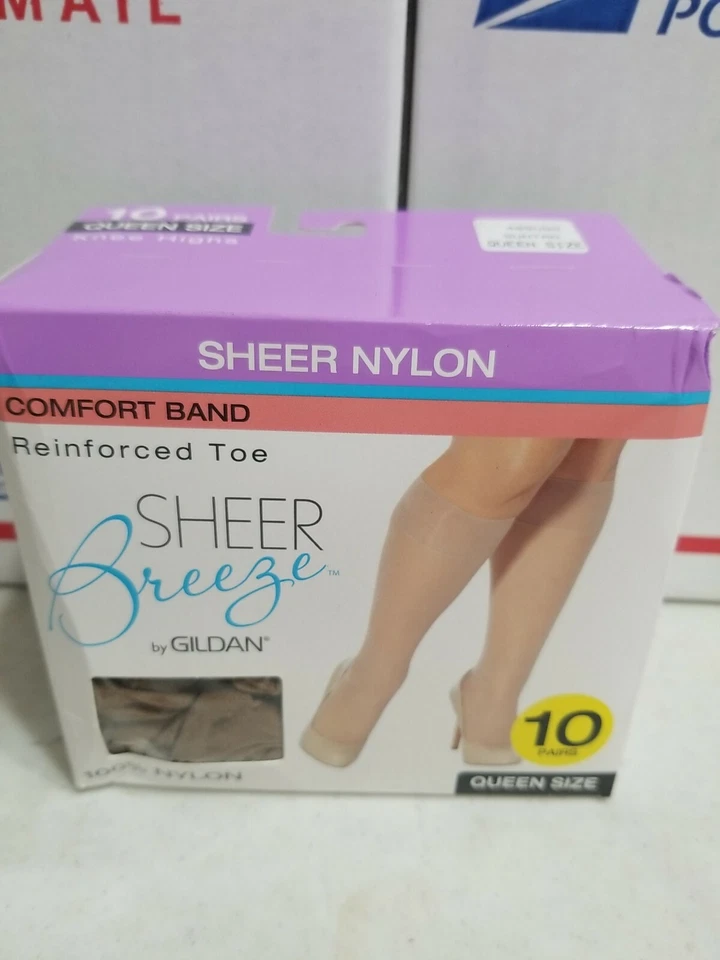 MATE
PO
10 PAIRS
QUEEN SIZE
Knee Highs
QUEEN SIZE
SHEER NYLON
COMFORT BAND
Reinforced Toe
SHEER
Breeze™
by GILDAN®
100% NYLON
10
PAIRS
QUEEN SIZE